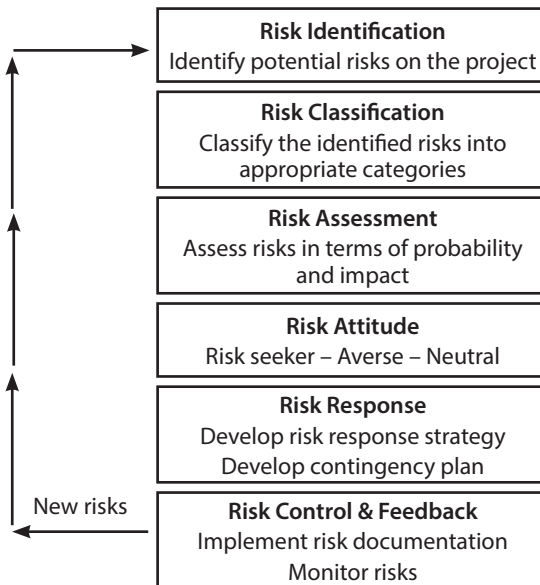 Risk Identification
Identify potential risks on the project
Risk Classification
Classify the identified risks into
appropriate categories
Risk Assessment
Assess risks in terms of probability
and impact
Risk Attitude
Risk seeker – Averse – Neutral
Risk Response
Develop risk response strategy
Develop contingency plan
New risks
Risk Control & Feedback
Implement risk documentation
Monitor risks